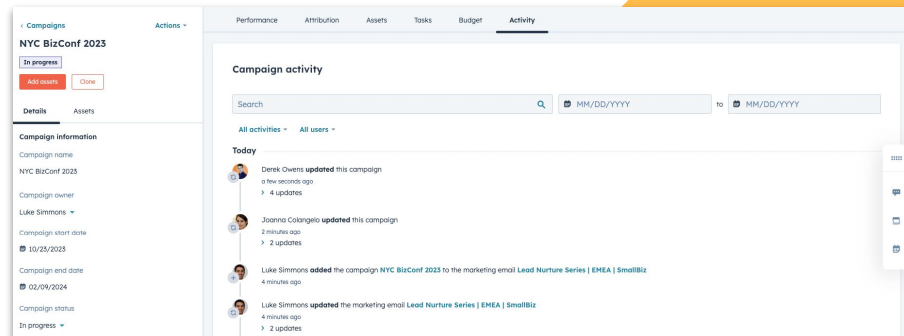 ‹ Campaigns
Actions
NYC BizConf 2023
In progress
Add assets
Clone
Details
Assets
Campaign information
Campaign name
NYC BizConf 2023
Campaign owner
Luke Simmons
Campaign start date
10/23/2023
Campaign end date
02/09/2024
Campaign status
In progress
Performance
Attribution
Assets
Tasks
Budget
Activity
Campaign activity
Search
MM/DD/YYYY
to
MM/DD/YYYY
All activities
All users
Today
Derek Owens updated this campaign
a few seconds ago
4 updates
Joanna Colangelo updated this campaign
2 minutes ago
2 updates
Luke Simmons added the campaign NYC BizConf 2023 to the marketing email Lead Nurture Series | EMEA | SmallBiz
4 minutes ago
Luke Simmons updated the marketing email Lead Nurture Series | EMEA | SmallBiz
4 minutes ago
2 updates